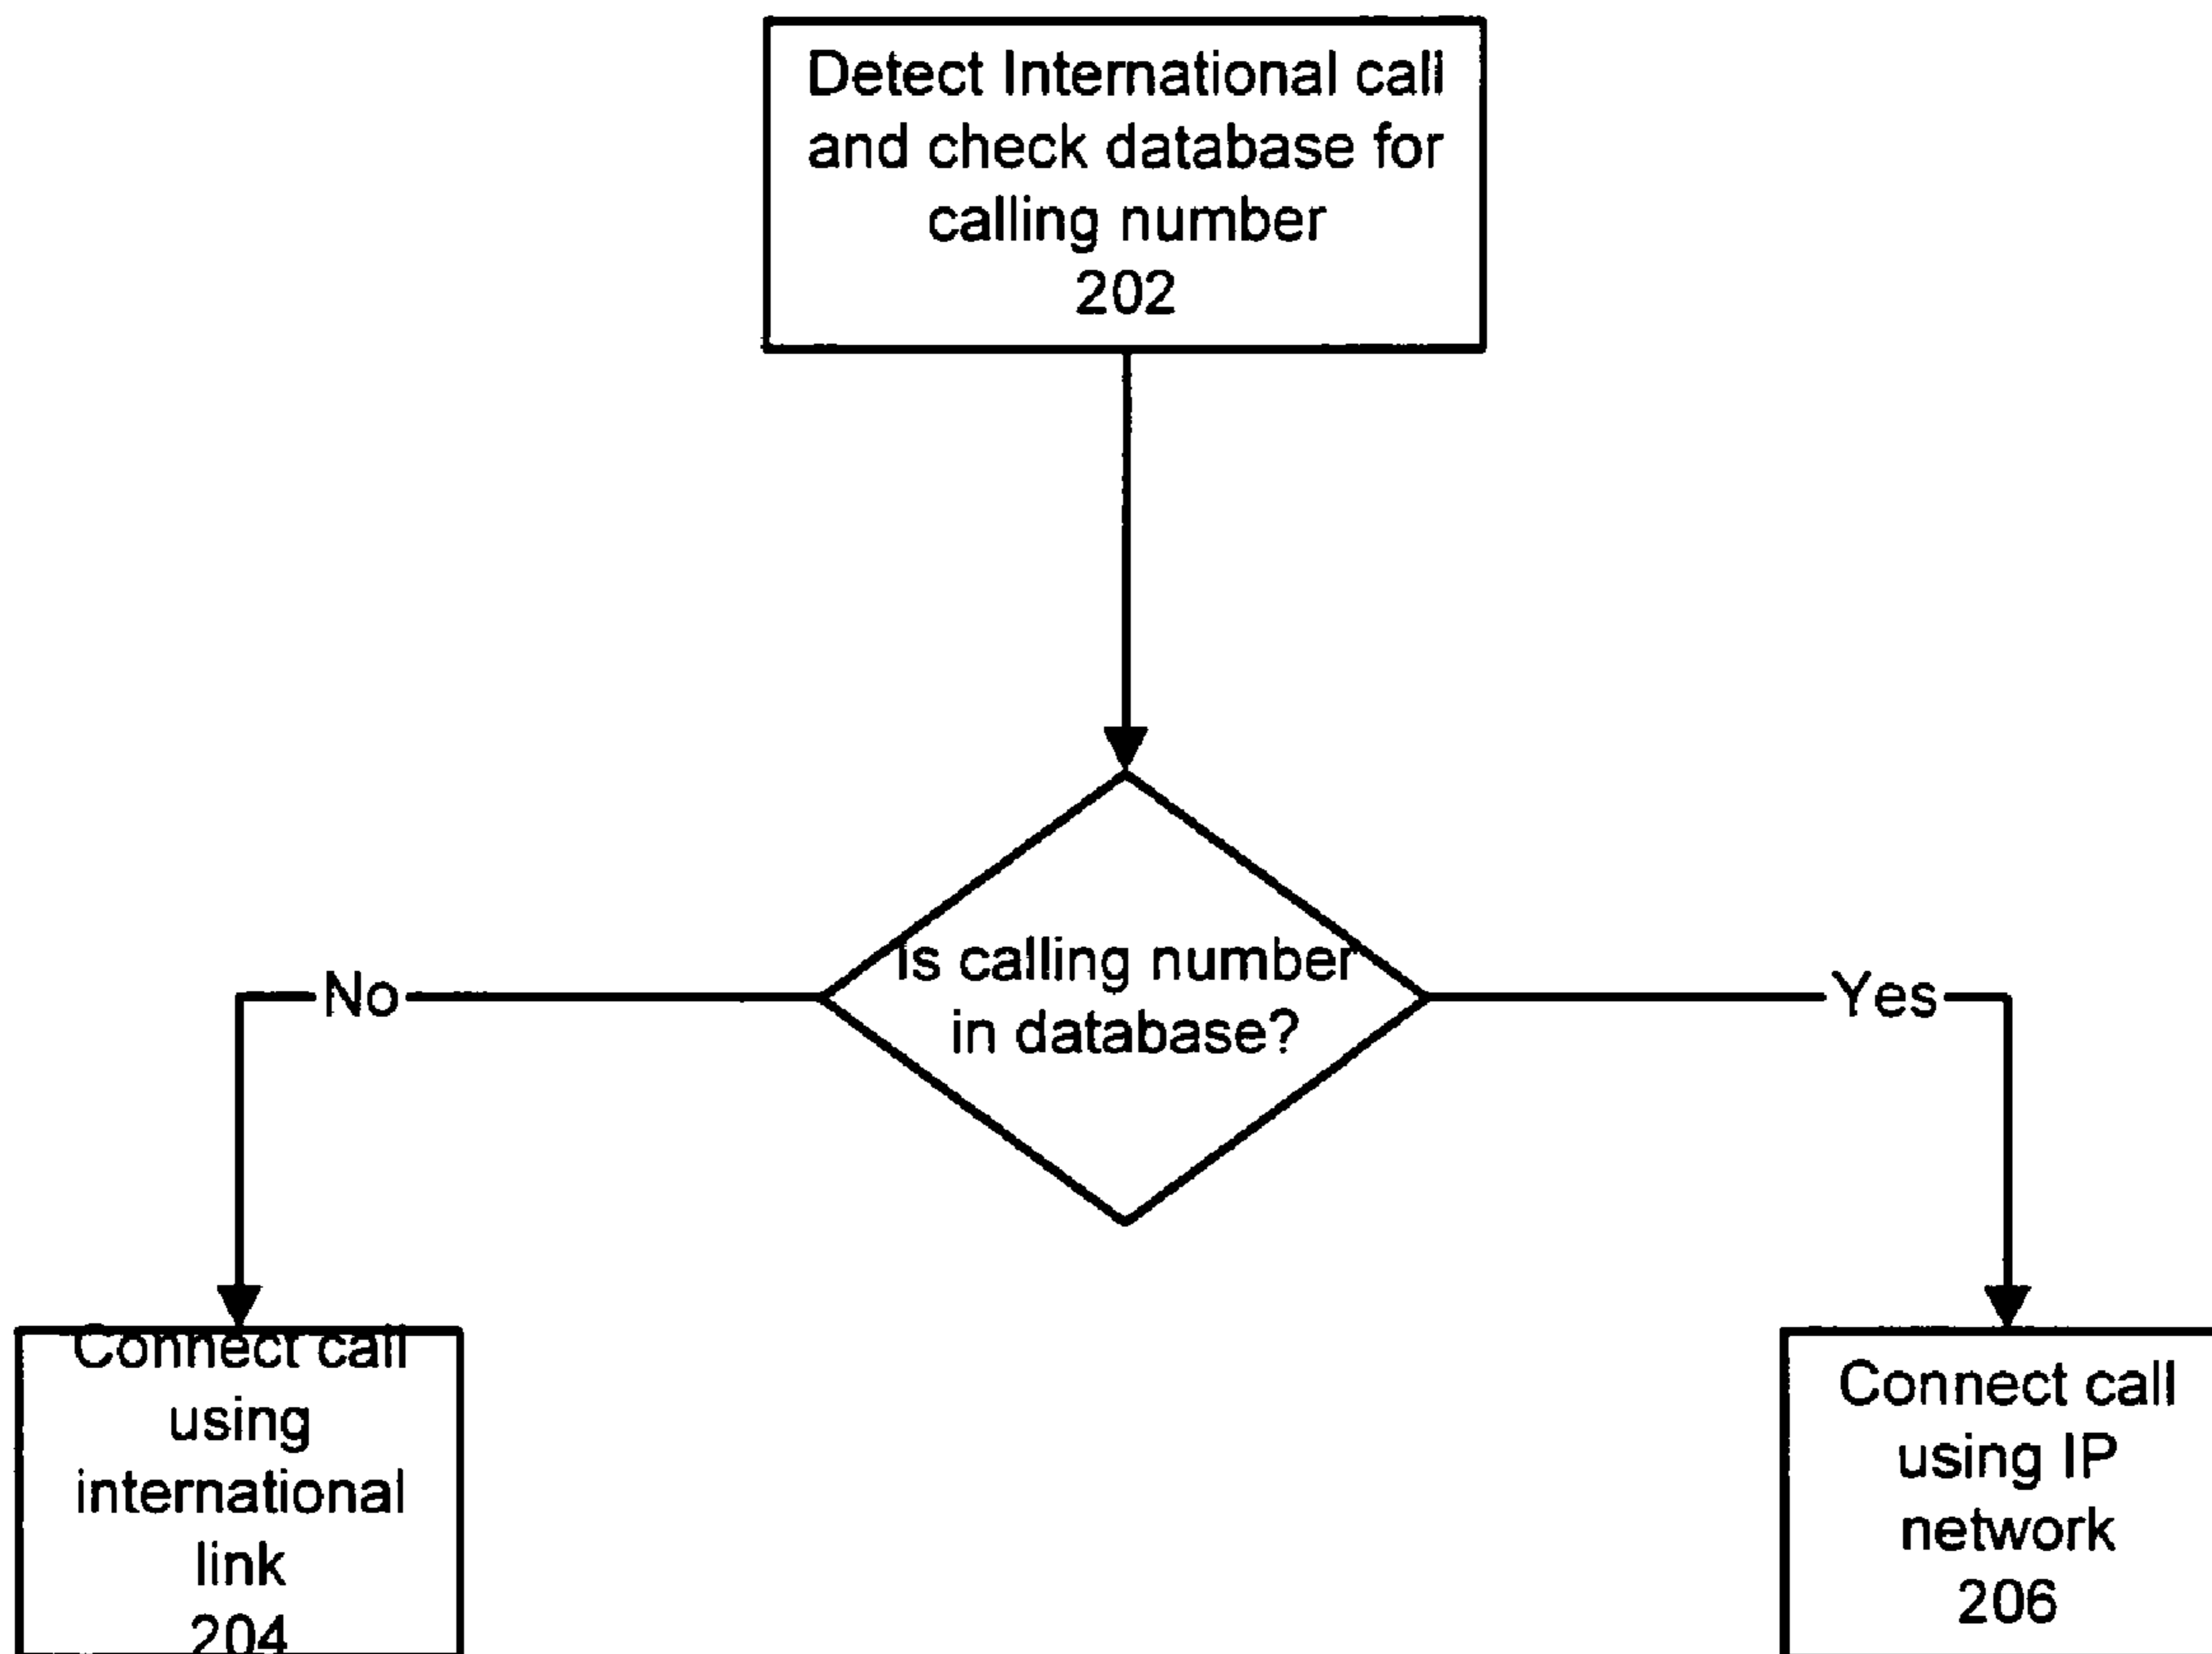 Detect International call
and check database for
calling number
202
Is calling number
in database?
No
Yes
Connect call
using
international
link
204
Connect call
using IP
network
206